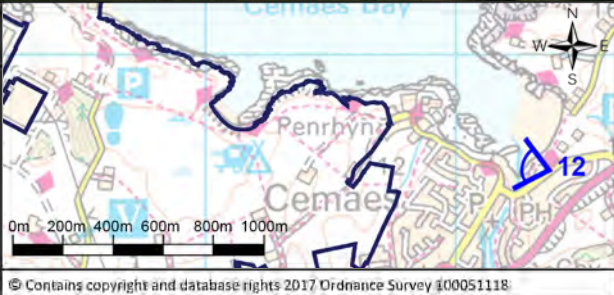 Cemaes Bay
16
N
W E
S
P
Penrhyn
12
Cemaes
P
PH
V
0m 200m 400m 600m 800m 1000m
© Contains copyright and database rights 2017 Ordnance Survey 100051118